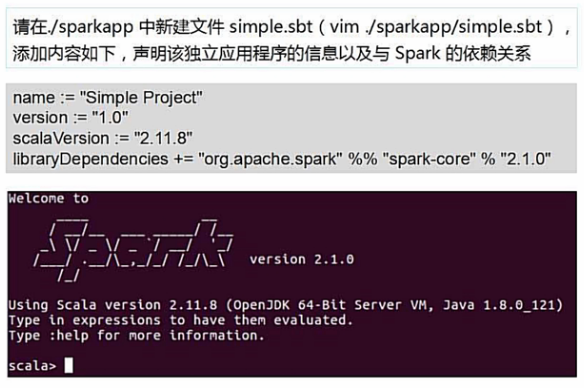 请在./sparkapp 中新建文件 simple.sbt（vim ./sparkapp/simple.sbt），
添加内容如下，声明该独立应用程序的信息以及与 Spark 的依赖关系
name := "Simple Project"
version := "1.0"
scalaVersion := "2.11.8"
libraryDependencies += "org.apache.spark" %% "spark-core" % "2.1.0"
Welcome to
Spark version 2.1.0
Using Scala version 2.11.8 (OpenJDK 64-Bit Server VM, Java 1.8.0_121)
Type in expressions to have them evaluated.
Type :help for more information.
scala>